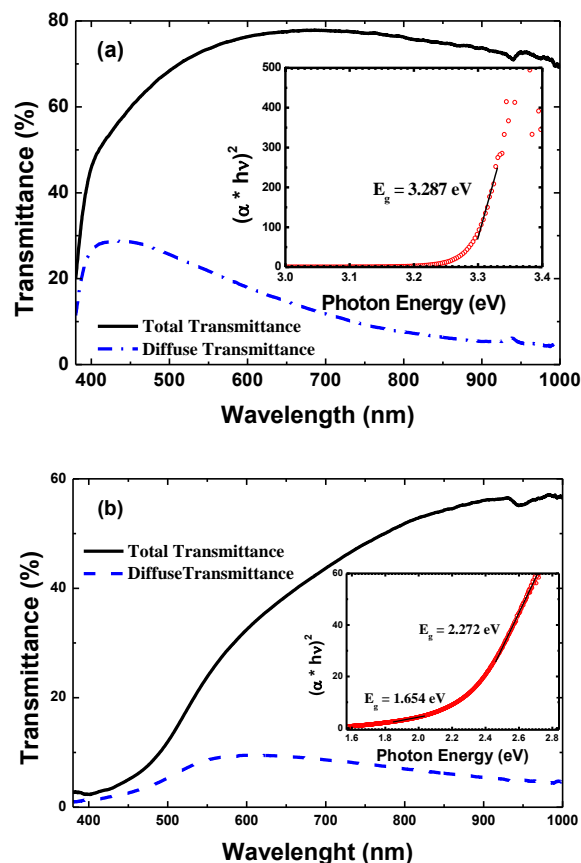 (a)
80
60
40
20
0
Transmittance (%)
500
400
300
200
100
0
(α * hν)²
E_g = 3.287 eV
3.0 3.1 3.2 3.3 3.4
Photon Energy (eV)
Total Transmittance
Diffuse Transmittance
400 500 600 700 800 900 1000
Wavelength (nm)
(b)
60
40
20
0
Transmittance (%)
Total Transmittance
DiffuseTransmittance
60
40
20
0
(α * hν)²
E_g = 2.272 eV
E_g = 1.654 eV
1.6 1.8 2.0 2.2 2.4 2.6 2.8
Photon Energy (eV)
400 500 600 700 800 900 1000
Wavelenght (nm)